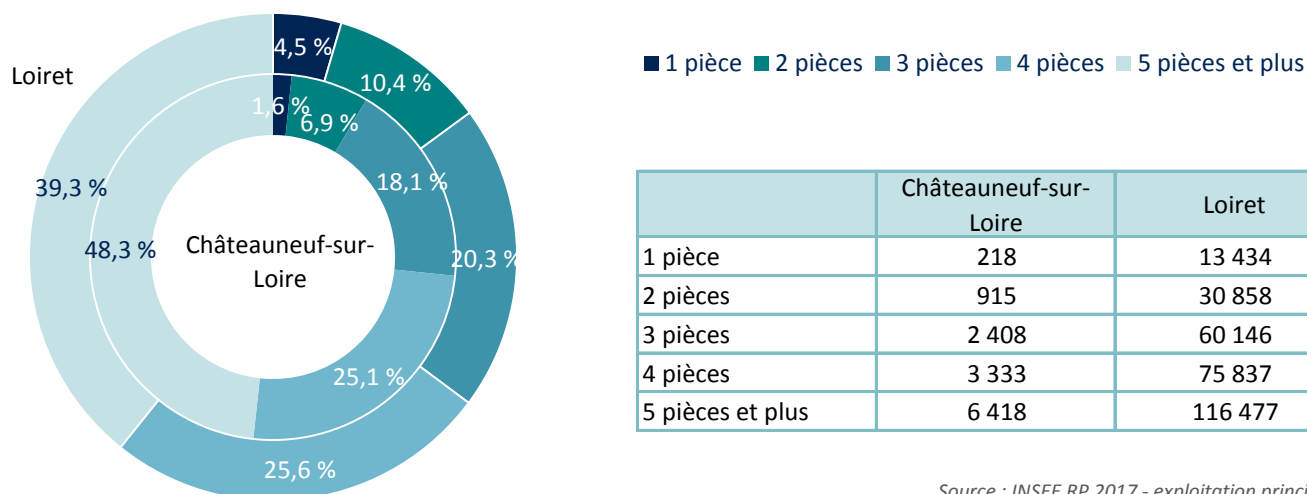 Loiret
4,5 %
10,4 %
1,6 %
6,9 %
18,1 %
39,3 %
48,3 %
20,3 %
25,1 %
25,6 %
Châteauneuf-sur-
Loire
1 pièce 2 pièces 3 pièces 4 pièces 5 pièces et plus
Châteauneuf-sur-
Loire Loiret
1 pièce 218 13 434
2 pièces 915 30 858
3 pièces 2 408 60 146
4 pièces 3 333 75 837
5 pièces et plus 6 418 116 477
Source : INSEE RP 2017 - exploitation princi